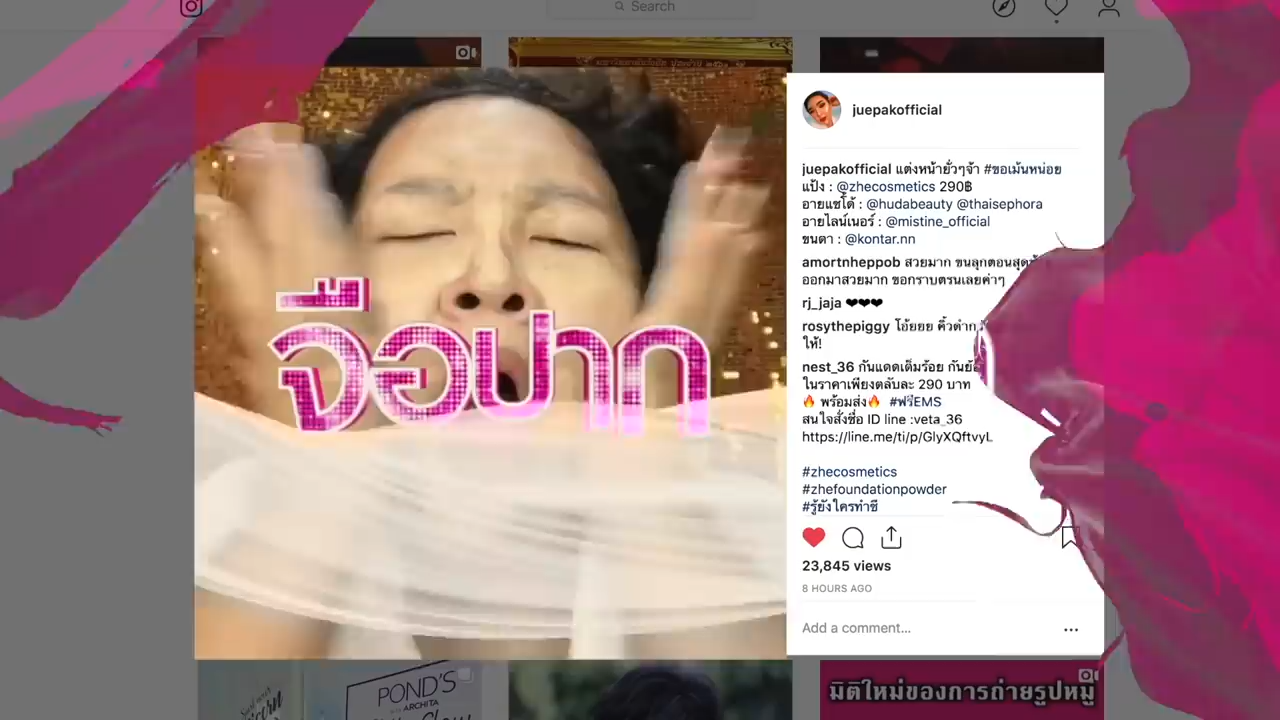 Search
juepakofficial
juepakofficial แต่งหน้ายั่วๆจ้า #ขอเม้นหน่อย
แป้ง : @zhecosmetics 290฿
อายแชโด้ : @hudabeauty @thaisephora
อายไลน์เนอร์ : @mistine_official
ขนตา : @kontar.nn
amortnheppob สวยมาก ขนลุกตอนสุดท้
ออกมาสวยมาก ขอกราบตรนเลยค่าๆ
rj_jaja ❤❤❤
rosythepiggy โอ้ยยย คิ้วดำก
ให้!
nest_36 กันแดดเต็มร้อย กันย้
ในราคาเพียงตลับละ 290 บาท
🔥 พร้อมส่ง🔥 #ฟรีEMS
สนใจสั่งซื่อ ID line :veta_36
https://line.me/ti/p/GlyXQftvyL
#zhecosmetics
#zhefoundationpowder
#รู้ยังใครทำซี
23,845 views
8 HOURS AGO
Add a comment...
จือปาก
POND'S
ARCHITA
มิติใหม่ของการถ่ายรูปหมู่